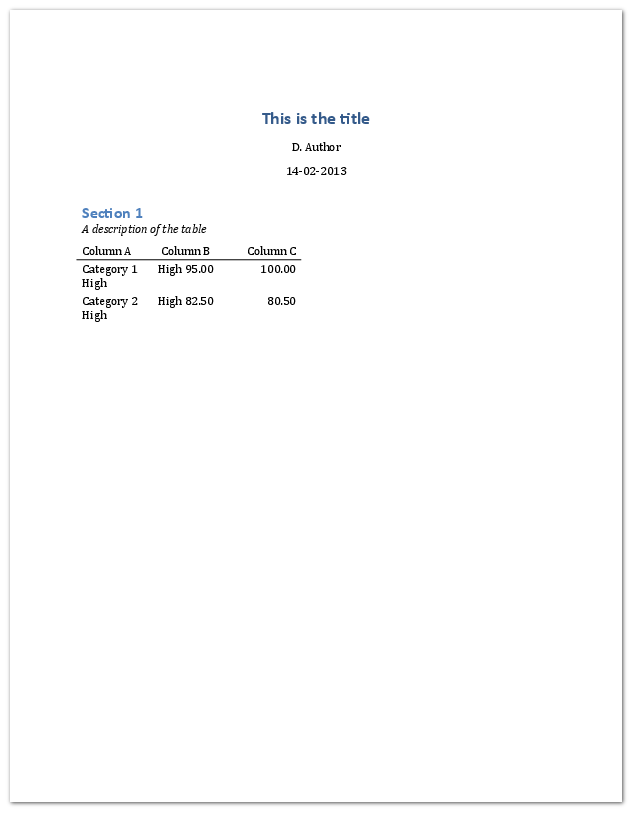 This is the title
D. Author
14-02-2013
Section 1
A description of the table
Column A Column B Column C
Category 1 High 95.00 100.00
High
Category 2 High 82.50 80.50
High